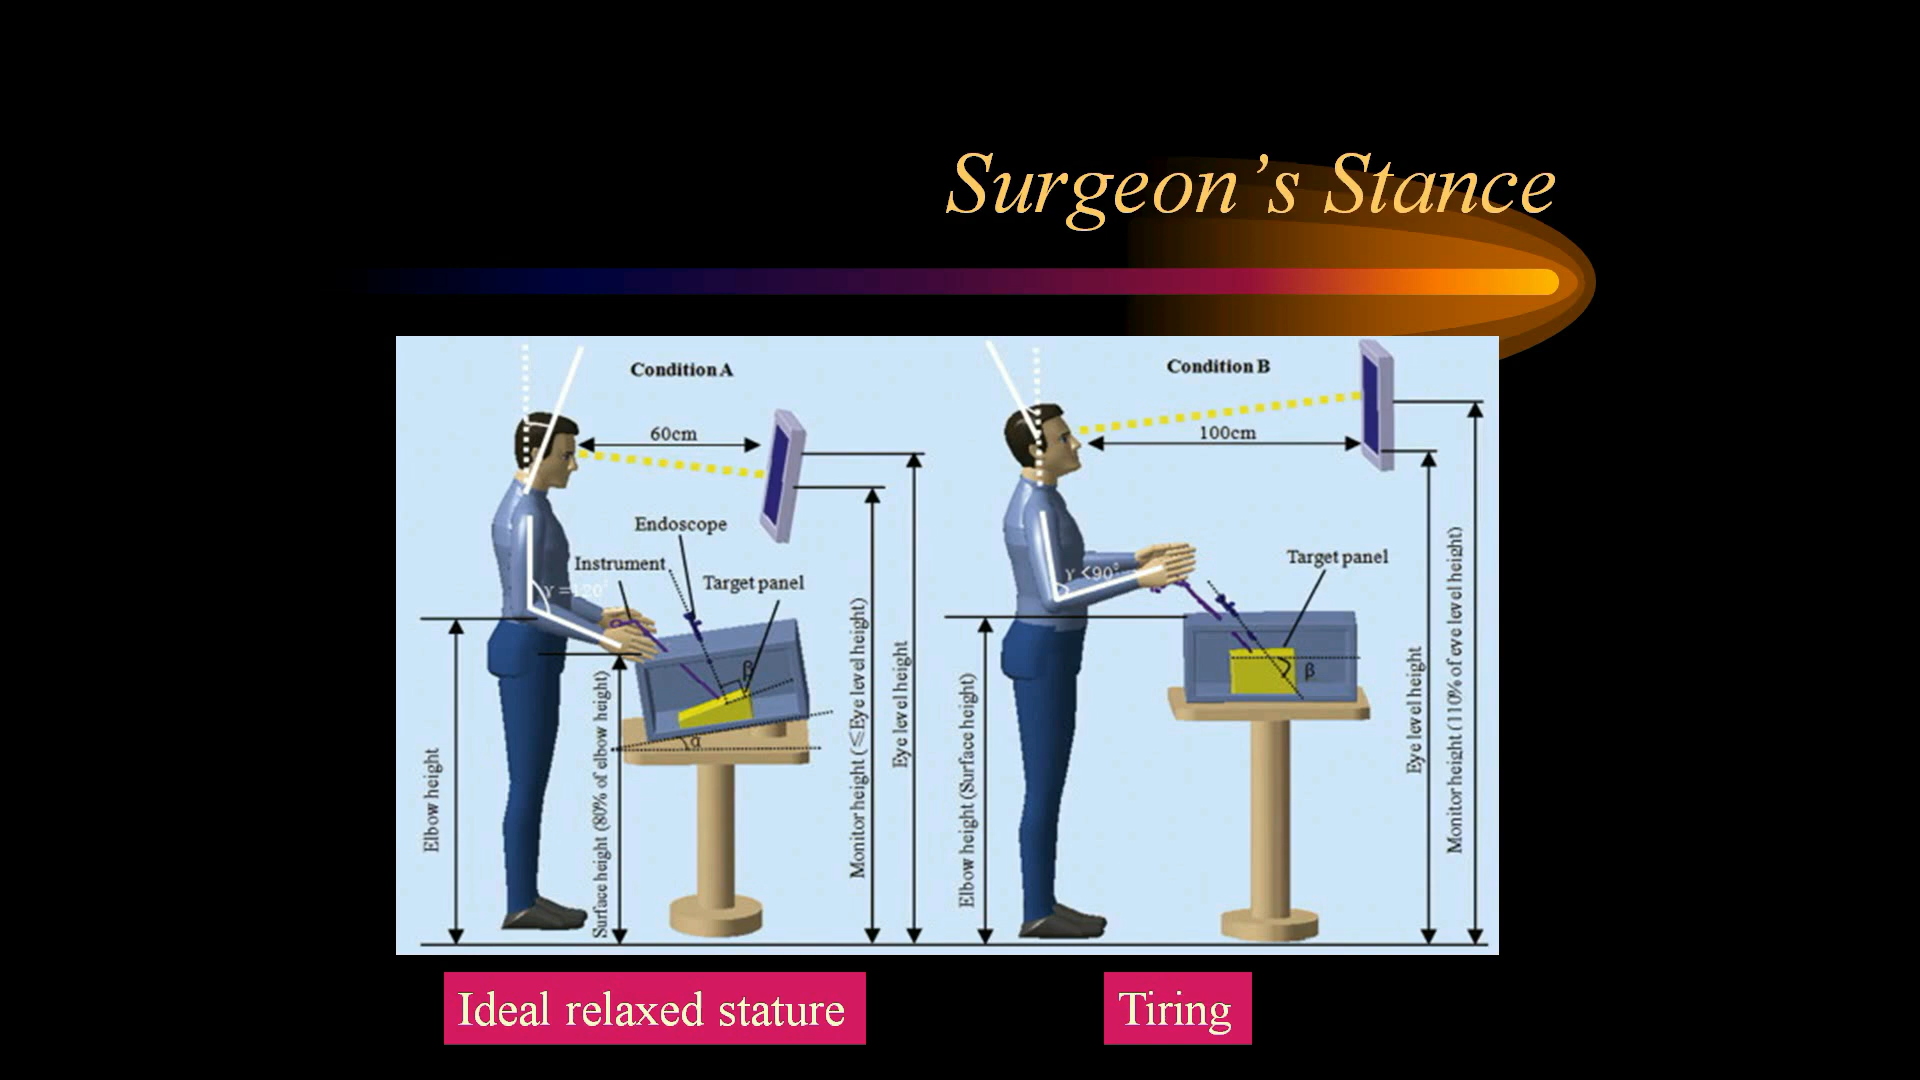 Surgeon’s Stance
Condition A
60cm
Endoscope
Instrument
Target panel
γ =120°
β
α
Elbow height
Surface height (80% of elbow height)
Monitor height (≤Eye level height)
Eye level height
Condition B
100cm
Target panel
γ <90°
β
Elbow height (Surface height)
Eye level height
Monitor height (110% of eye level height)
Ideal relaxed stature
Tiring